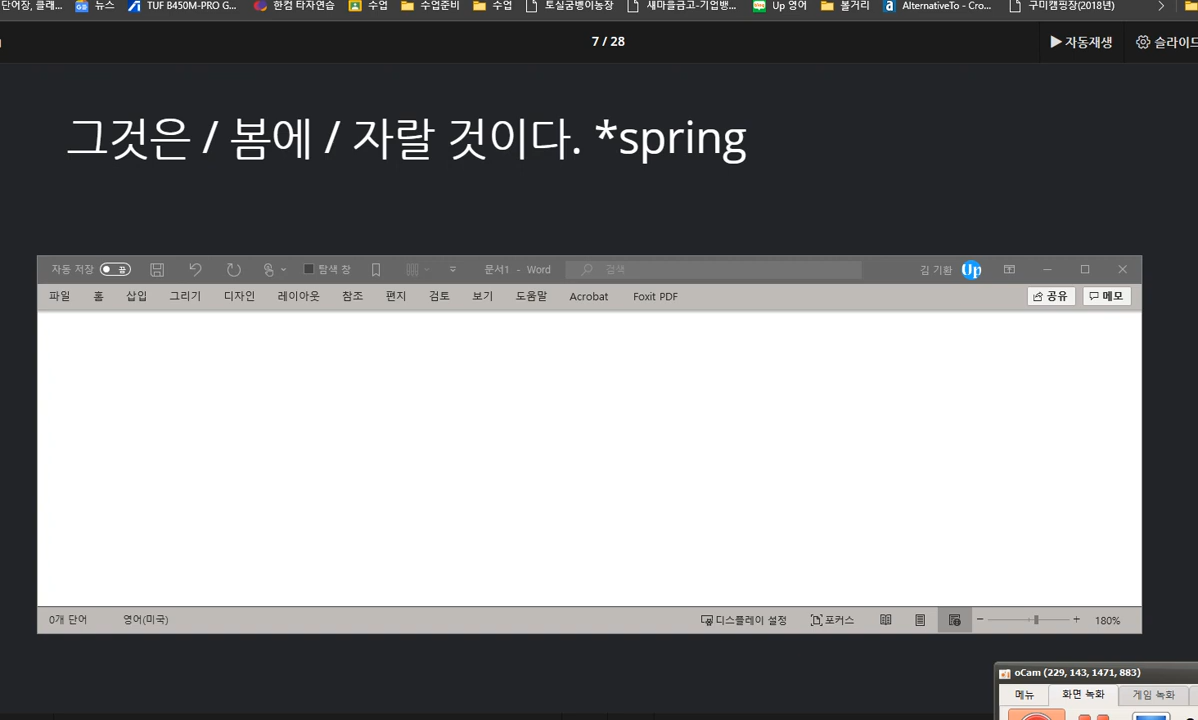 단어장, 클래... 뉴스 TUF B450M-PRO G... 한컴 타자연습 수업 수업준비 수업 토실굼벵이농장 새마을금고-기업뱅... Up 영어 볼거리 AlternativeTo - Cro... 구미캠핑장(2018년)
7 / 28 자동재생 슬라이드
그것은 / 봄에 / 자랄 것이다. *spring
자동 저장 끔 탐색 창 문서1 - Word 검색 김 기환 Up
파일 홈 삽입 그리기 디자인 레이아웃 참조 편지 검토 보기 도움말 Acrobat Foxit PDF 공유 메모
0개 단어 영어(미국) 디스플레이 설정 포커스 180%
oCam (229, 143, 1471, 883)
메뉴 화면 녹화 게임 녹화